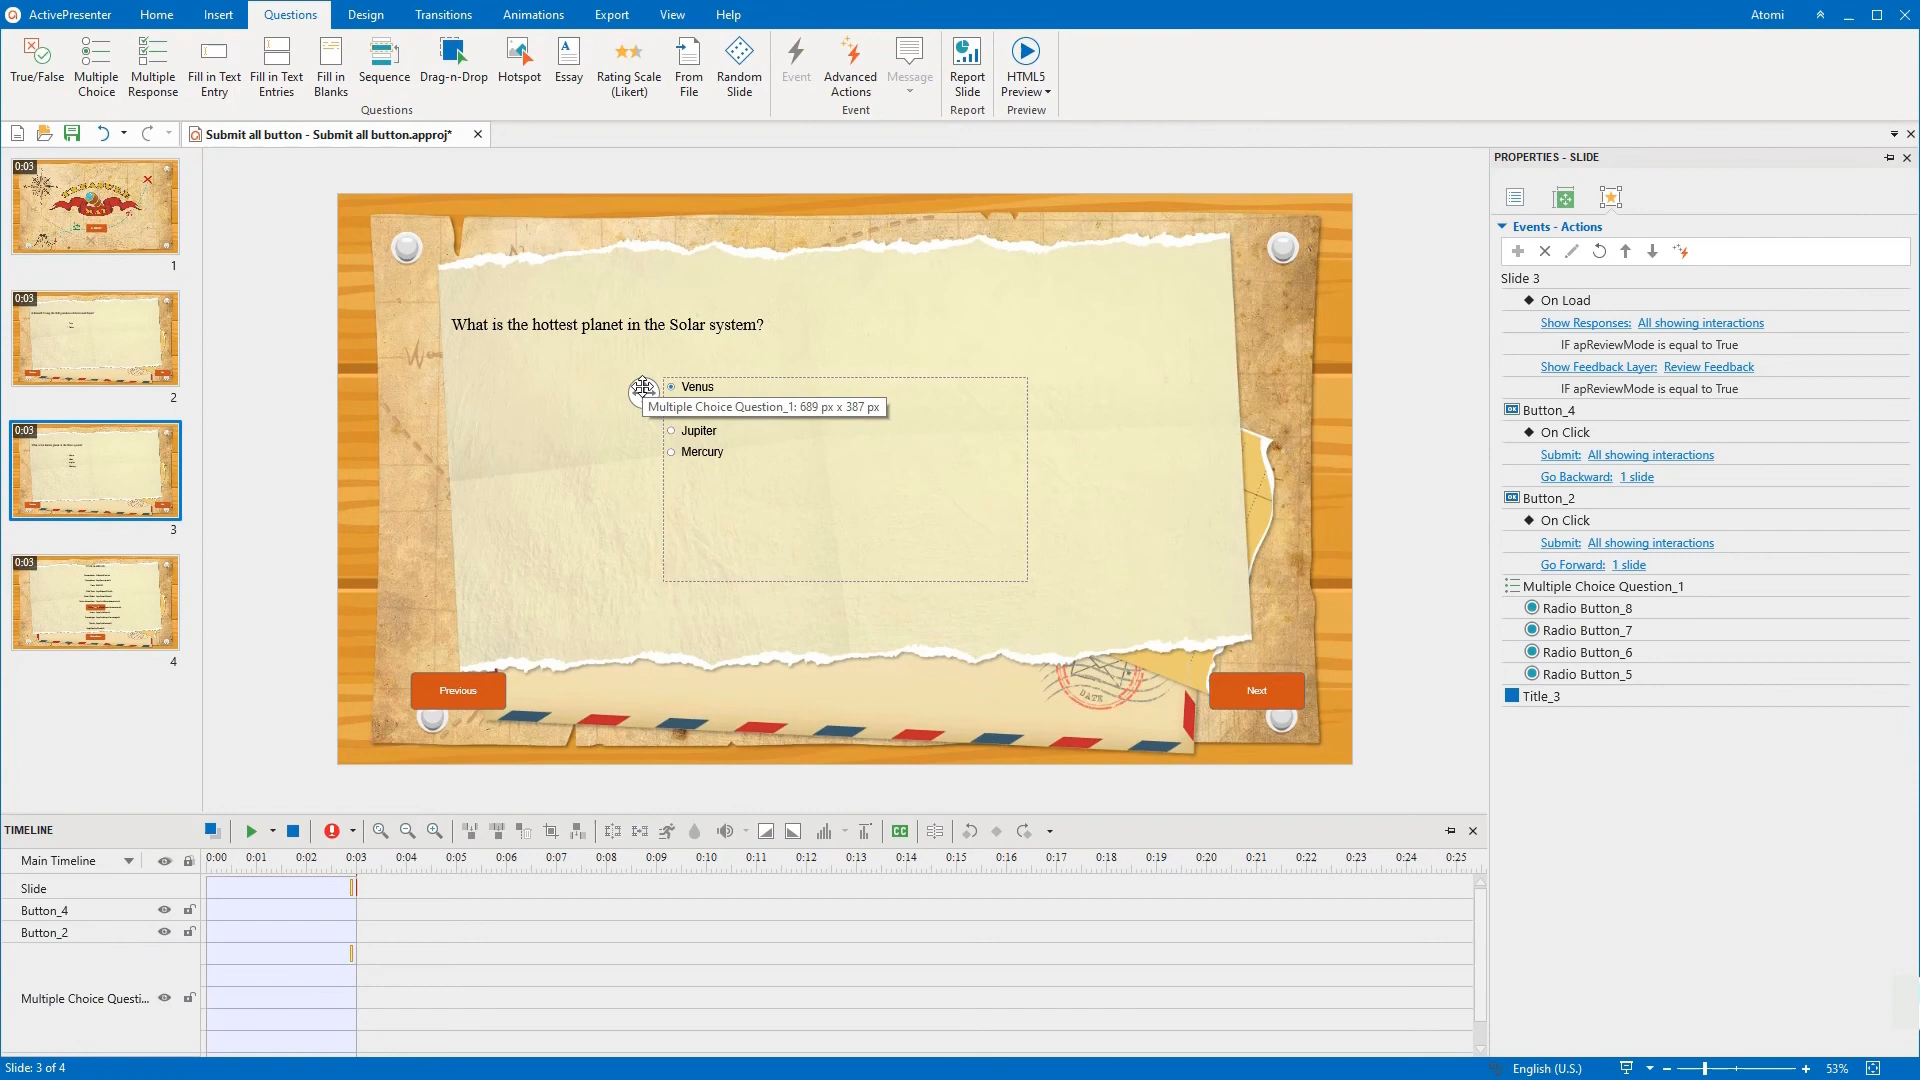 ActivePresenter
Home
Insert
Questions
Design
Transitions
Animations
Export
View
Help
Atomi
True/False
Multiple Choice
Multiple Response
Fill in Text Entry
Fill in Text Entries
Fill in Blanks
Sequence
Drag-n-Drop
Hotspot
Essay
Rating Scale (Likert)
From File
Random Slide
Event
Advanced Actions
Message
Report Slide
HTML5 Preview
Questions
Event
Report
Preview
Submit all button - Submit all button.approj*
PROPERTIES - SLIDE
0:03
1
0:03
2
0:03
3
0:03
4
What is the hottest planet in the Solar system?
Venus
Multiple Choice Question_1: 689 px x 387 px
Jupiter
Mercury
Previous
Next
DATE
Events - Actions
Slide 3
On Load
Show Responses: All showing interactions
IF apReviewMode is equal to True
Show Feedback Layer: Review Feedback
IF apReviewMode is equal to True
Button_4
On Click
Submit: All showing interactions
Go Backward: 1 slide
Button_2
On Click
Submit: All showing interactions
Go Forward: 1 slide
Multiple Choice Question_1
Radio Button_8
Radio Button_7
Radio Button_6
Radio Button_5
Title_3
TIMELINE
CC
Main Timeline
0:00 0:01 0:02 0:03 0:04 0:05 0:06 0:07 0:08 0:09 0:10 0:11 0:12 0:13 0:14 0:15 0:16 0:17 0:18 0:19 0:20 0:21 0:22 0:23 0:24 0:25
Slide
Button_4
Button_2
Multiple Choice Questi...
Slide: 3 of 4
English (U.S.)
53%